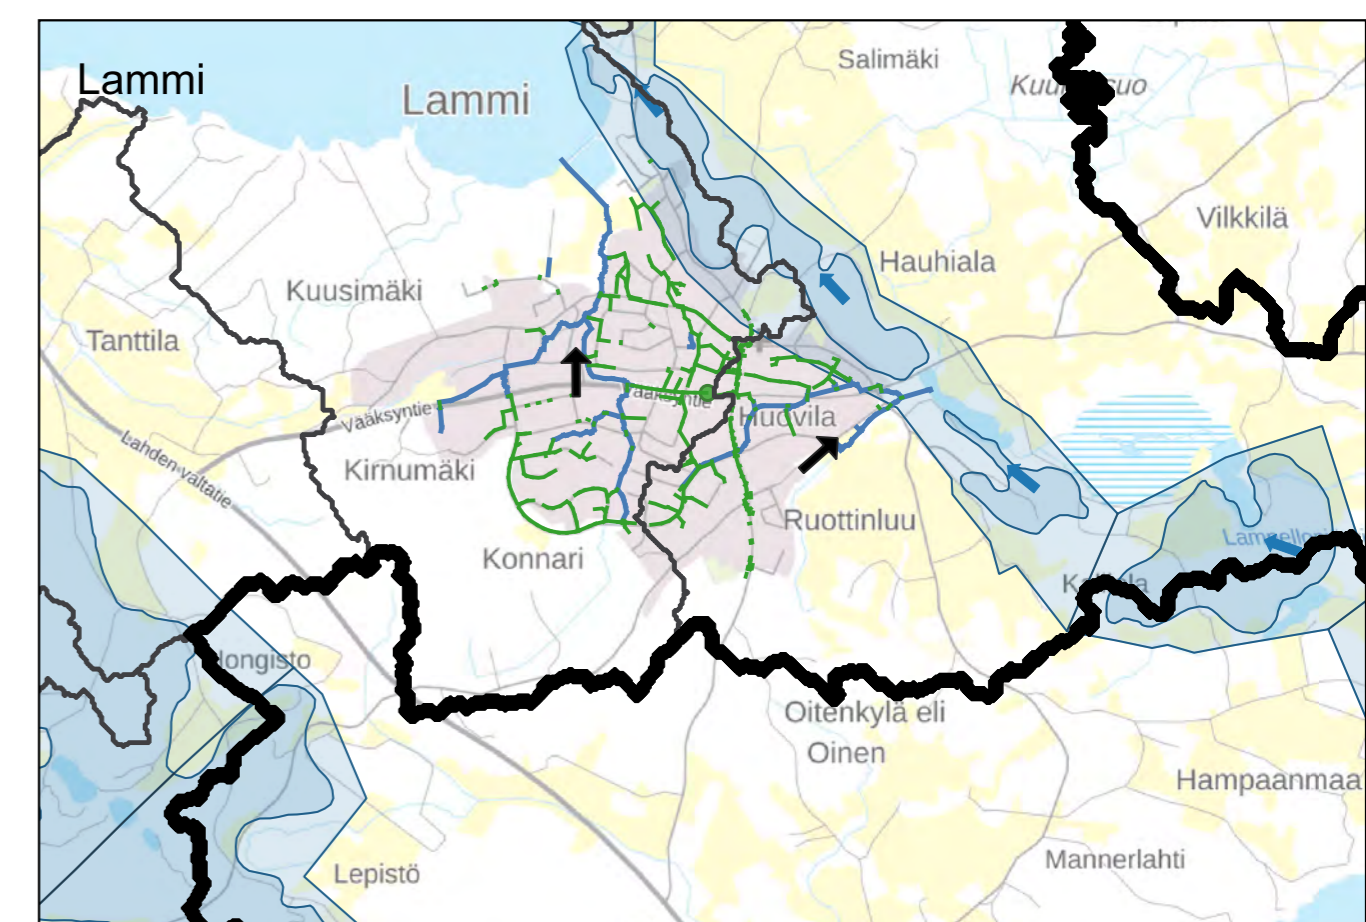 Lammi
Lammi
Salimäki
Vilkkilä
Hauhiala
Kuusimäki
Tanttila
Vääksyntie
Huovila
Lahden valtatie
Kirnumäki
Ruottinluu
Konnari
Oitenkylä eli
Oinen
Hampaanmaa
Mannerlahti
Lepistö